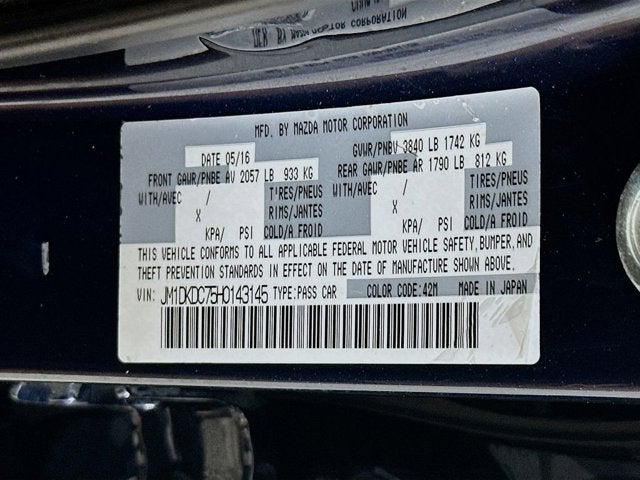 MFD. BY MAZDA MOTOR CORPORATION
DATE 05/16 GVWR/PNBV 3840 LB 1742 KG
FRONT GAWR/PNBE AV 2057 LB 933 KG REAR GAWR/PNBE AR 1790 LB 812 KG
WITH/AVEC / TIRES/PNEUS WITH/AVEC / TIRES/PNEUS
X RIMS/JANTES X RIMS/JANTES
KPA/ PSI COLD/A FROID KPA/ PSI COLD/A FROID
THIS VEHICLE CONFORMS TO ALL APPLICABLE FEDERAL MOTOR VEHICLE SAFETY, BUMPER, AND
THEFT PREVENTION STANDARDS IN EFFECT ON THE DATE OF MANUFACTURE SHOWN ABOVE.
VIN: JM1DKDC75H0143145 TYPE: PASS CAR COLOR CODE: 42M MADE IN JAPAN